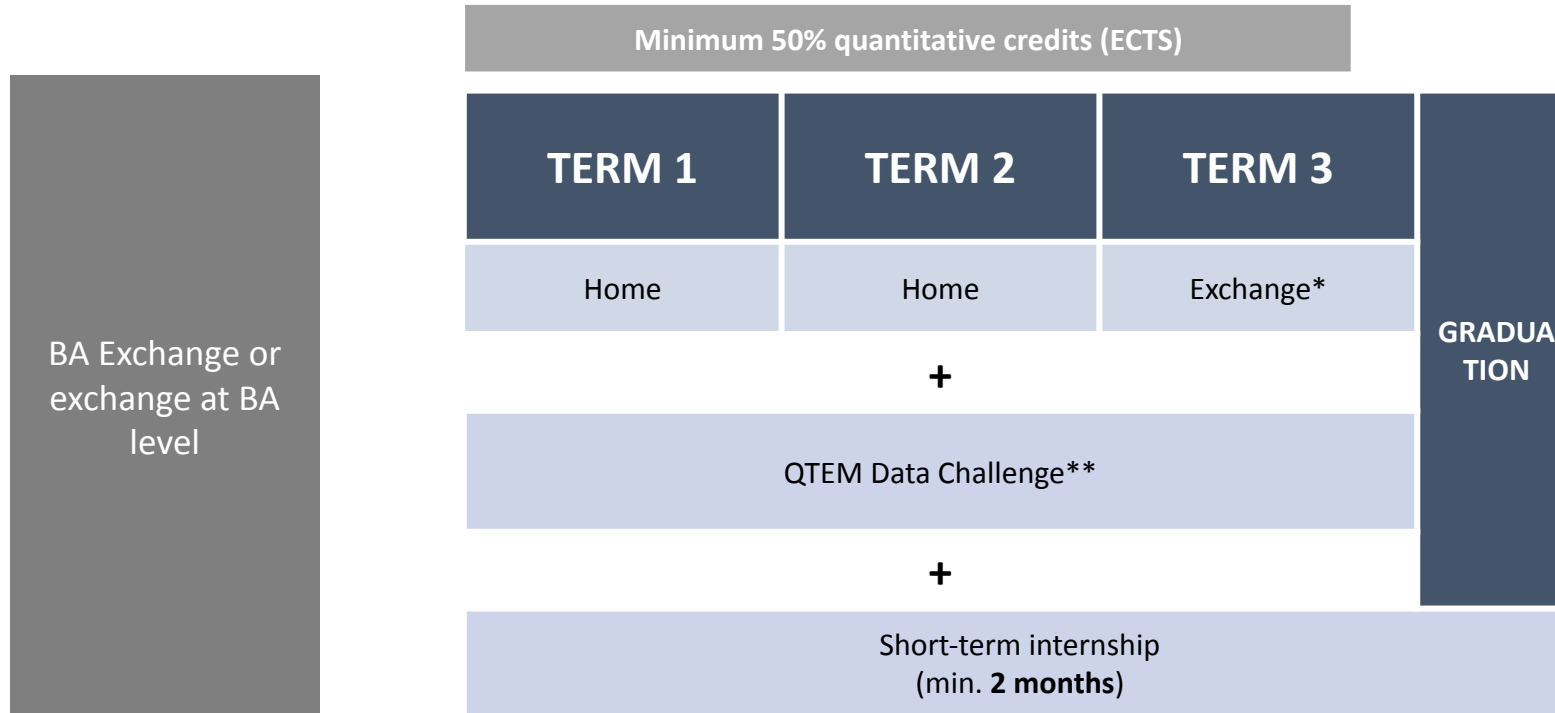 Minimum 50% quantitative credits (ECTS)
BA Exchange or
exchange at BA
level
TERM 1
TERM 2
TERM 3
Home
Home
Exchange*
GRADUA
TION
+
QTEM Data Challenge**
+
Short-term internship
(min. 2 months)